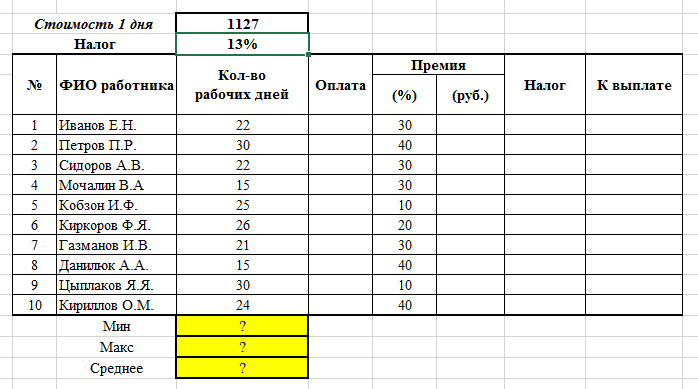 Стоимость 1 дня 1127
Налог 13%
№ ФИО работника Кол-во рабочих дней Оплата Премия Налог К выплате
(%) (руб.)
1 Иванов Е.Н. 22 30
2 Петров П.Р. 30 40
3 Сидоров А.В. 22 30
4 Мочалин В.А 15 30
5 Кобзон И.Ф. 25 10
6 Киркоров Ф.Я. 26 20
7 Газманов И.В. 21 30
8 Данилюк А.А. 15 40
9 Цыплаков Я.Я. 30 10
10 Кириллов О.М. 24 40
Мин ?
Макс ?
Среднее ?